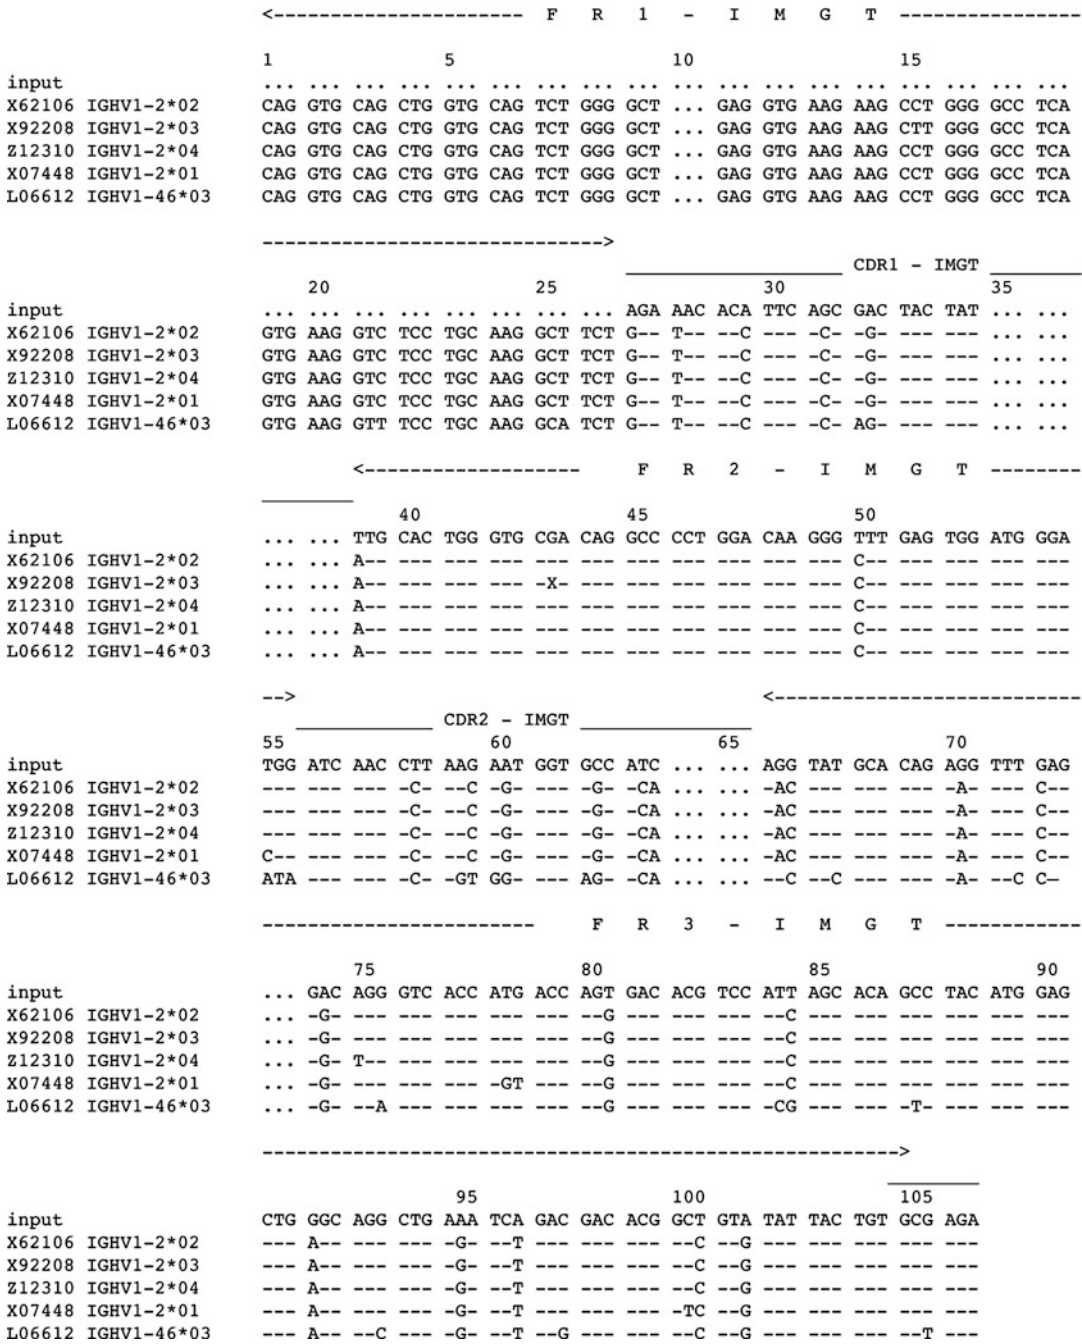 <---------------------- F R 1 - I M G T ----------------
1 5 10 15
input ... ... ... ... ... ... ... ... ... ... ... ... ... ... ... ... ... ...
X62106 IGHV1-2*02 CAG GTG CAG CTG GTG CAG TCT GGG GCT ... GAG GTG AAG AAG CCT GGG GCC TCA
X92208 IGHV1-2*03 CAG GTG CAG CTG GTG CAG TCT GGG GCT ... GAG GTG AAG AAG CTT GGG GCC TCA
Z12310 IGHV1-2*04 CAG GTG CAG CTG GTG CAG TCT GGG GCT ... GAG GTG AAG AAG CCT GGG GCC TCA
X07448 IGHV1-2*01 CAG GTG CAG CTG GTG CAG TCT GGG GCT ... GAG GTG AAG AAG CCT GGG GCC TCA
L06612 IGHV1-46*03 CAG GTG CAG CTG GTG CAG TCT GGG GCT ... GAG GTG AAG AAG CCT GGG GCC TCA
----------------------------->
CDR1 - IMGT
20 25 30 35
input ... ... ... ... ... ... ... ... AGA AAC ACA TTC AGC GAC TAC TAT ... ...
X62106 IGHV1-2*02 GTG AAG GTC TCC TGC AAG GCT TCT G-- T-- --C --- -C- -G- --- --- ... ...
X92208 IGHV1-2*03 GTG AAG GTC TCC TGC AAG GCT TCT G-- T-- --C --- -C- -G- --- --- ... ...
Z12310 IGHV1-2*04 GTG AAG GTC TCC TGC AAG GCT TCT G-- T-- --C --- -C- -G- --- --- ... ...
X07448 IGHV1-2*01 GTG AAG GTC TCC TGC AAG GCT TCT G-- T-- --C --- -C- -G- --- --- ... ...
L06612 IGHV1-46*03 GTG AAG GTT TCC TGC AAG GCA TCT G-- T-- --C --- -C- AG- --- --- ... ...
<------------------- F R 2 - I M G T --------
40 45 50
input ... ... TTG CAC TGG GTG CGA CAG GCC CCT GGA CAA GGG TTT GAG TGG ATG GGA
X62106 IGHV1-2*02 ... ... A-- --- --- --- --- --- --- --- --- --- --- C-- --- --- --- ---
X92208 IGHV1-2*03 ... ... A-- --- --- --- -X- --- --- --- --- --- --- C-- --- --- --- ---
Z12310 IGHV1-2*04 ... ... A-- --- --- --- --- --- --- --- --- --- --- C-- --- --- --- ---
X07448 IGHV1-2*01 ... ... A-- --- --- --- --- --- --- --- --- --- --- C-- --- --- --- ---
L06612 IGHV1-46*03 ... ... A-- --- --- --- --- --- --- --- --- --- --- C-- --- --- --- ---
--> <---------------------------
CDR2 - IMGT
55 60 65 70
input TGG ATC AAC CTT AAG AAT GGT GCC ATC ... ... AGG TAT GCA CAG AGG TTT GAG
X62106 IGHV1-2*02 --- --- --- -C- --C -G- --- -G- -CA ... ... -AC --- --- --- -A- --- C--
X92208 IGHV1-2*03 --- --- --- -C- --C -G- --- -G- -CA ... ... -AC --- --- --- -A- --- C--
Z12310 IGHV1-2*04 --- --- --- -C- --C -G- --- -G- -CA ... ... -AC --- --- --- -A- --- C--
X07448 IGHV1-2*01 C-- --- --- -C- --C -G- --- -G- -CA ... ... -AC --- --- --- -A- --- C--
L06612 IGHV1-46*03 ATA --- --- -C- -GT GG- --- AG- -CA ... ... --C --C --- --- -A- --C C—
----------------------- F R 3 - I M G T ------------
75 80 85 90
input ... GAC AGG GTC ACC ATG ACC AGT GAC ACG TCC ATT AGC ACA GCC TAC ATG GAG
X62106 IGHV1-2*02 ... -G- --- --- --- --- --- --G --- --- --- --C --- --- --- --- --- ---
X92208 IGHV1-2*03 ... -G- --- --- --- --- --- --G --- --- --- --C --- --- --- --- --- ---
Z12310 IGHV1-2*04 ... -G- T-- --- --- --- --- --G --- --- --- --C --- --- --- --- --- ---
X07448 IGHV1-2*01 ... -G- --- --- --- --- -GT --G --- --- --- --C --- --- --- --- --- ---
L06612 IGHV1-46*03 ... -G- --A --- --- --- --- --G --- --- --- -CG --- --- -T- --- --- ---
------------------------------------------------------>
95 100 105
input CTG GGC AGG CTG AAA TCA GAC GAC ACG GCT GTA TAT TAC TGT GCG AGA
X62106 IGHV1-2*02 --- A-- --- --- -G- --T --- --- --- --C --G --- --- --- --- ---
X92208 IGHV1-2*03 --- A-- --- --- -G- --T --- --- --- --C --G --- --- --- --- ---
Z12310 IGHV1-2*04 --- A-- --- --- -G- --T --- --- --- --C --G --- --- --- --- ---
X07448 IGHV1-2*01 --- A-- --- --- -G- --T --- --- --- -TC --G --- --- --- --- ---
L06612 IGHV1-46*03 --- A-- --C --- -G- --T --G --- --- --C --G --- --- --- --T ---